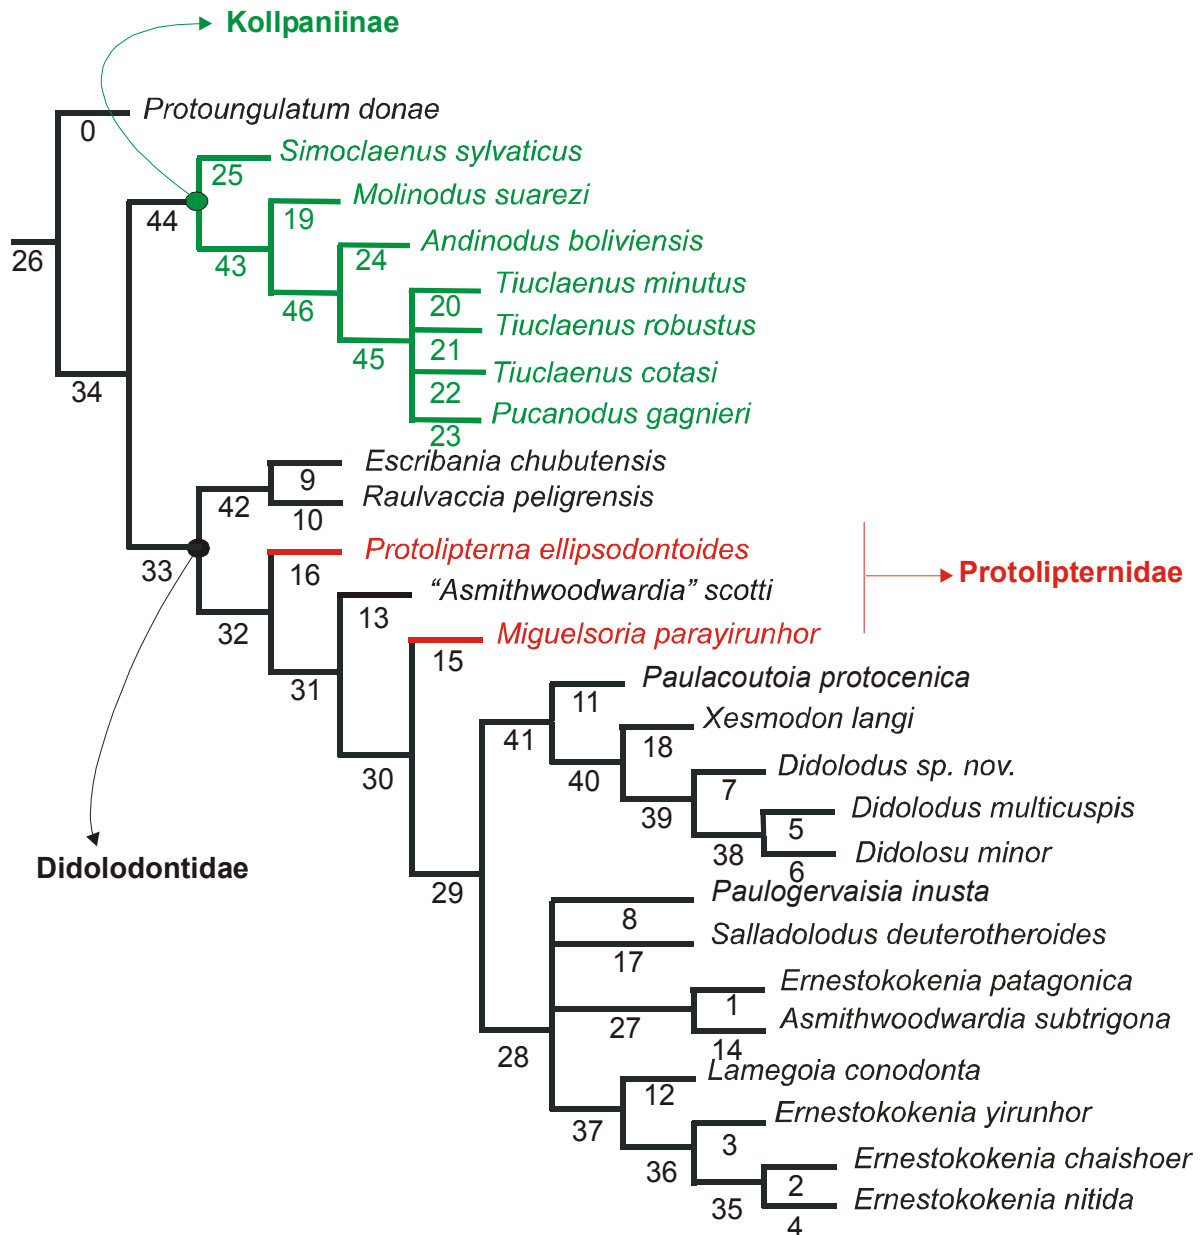 Kollpaniinae
Protoungulatum donae
0
Simoclaenus sylvaticus
25
Molinodus suarezi
19
44
Andinodus boliviensis
26
43
24
Tiuclaenus minutus
46
20
Tiuclaenus robustus
45
21
Tiuclaenus cotasi
34
22
Pucanodus gagnieri
23
Escribania chubutensis
9
Raulvaccia peligrensis
42
10
Protolipterna ellipsodontoides
33
16
Protolipternidae
"Asmithwoodwardia" scotti
13
Miguelsoria parayirunhor
32
15
Paulacoutoia protocenica
31
11
Xesmodon langi
41
18
Didolodus sp. nov.
30
40
7
Didolodus multicuspis
39
5
Didolosu minor
38
6
Didolodontidae
29
Paulogervaisia inusta
8
Salladolodus deuterotheroides
17
Ernestokokenia patagonica
1
Asmithwoodwardia subtrigona
27
14
28
Lamegoia conodonta
12
Ernestokokenia yirunhor
37
3
Ernestokokenia chaishoer
36
2
Ernestokokenia nitida
35
4